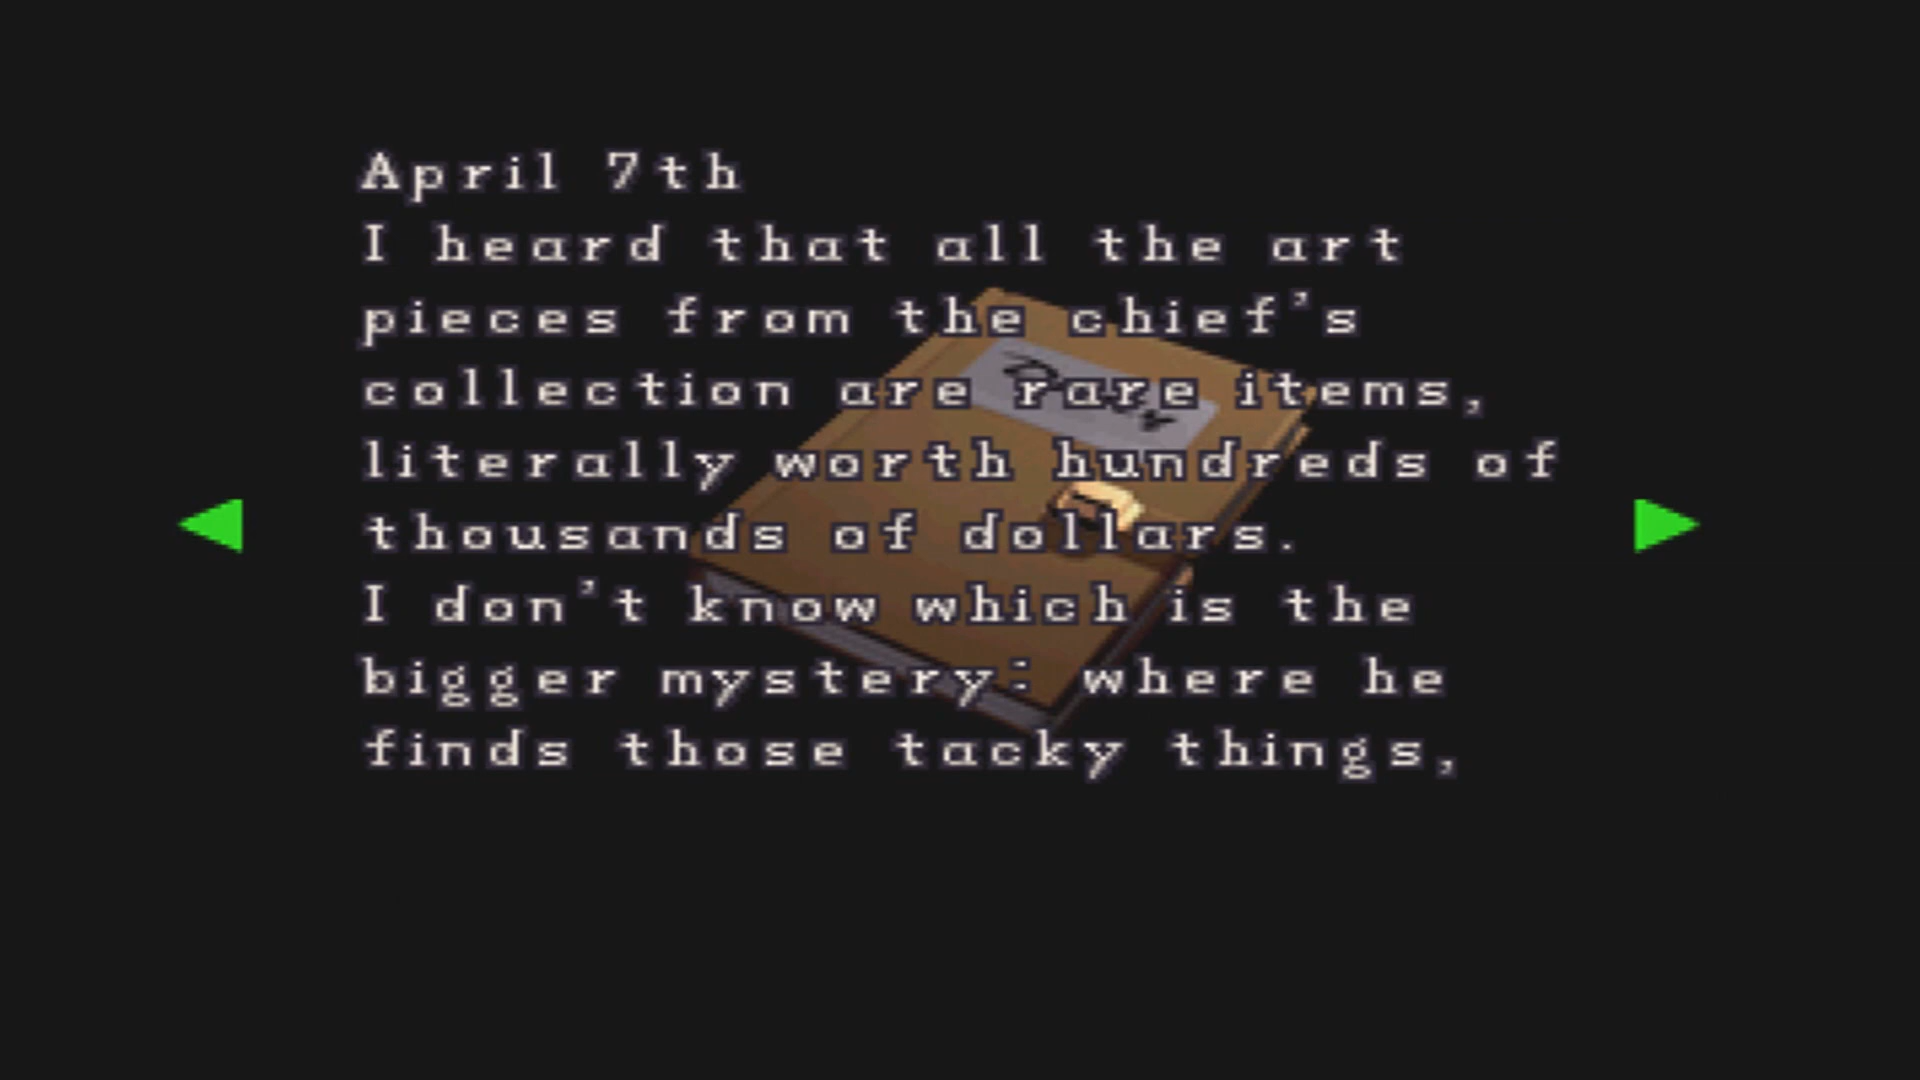 April 7th
I heard that all the art
pieces from the chief's
collection are rare items,
literally worth hundreds of
thousands of dollars.
I don't know which is the
bigger mystery: where he
finds those tacky things,
Diary